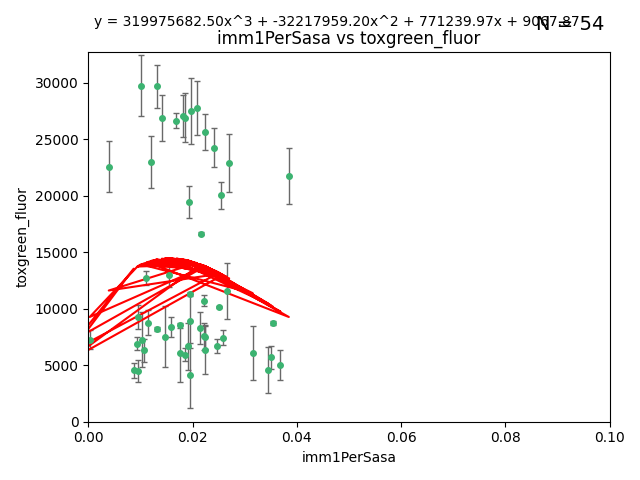 y = 319975682.50x^3 + -32217959.20x^2 + 771239.97x + 9067.87
N = 54
imm1PerSasa vs toxgreen_fluor
30000
25000
20000
15000
10000
5000
0
toxgreen_fluor
0.00 0.02 0.04 0.06 0.08 0.10
imm1PerSasa